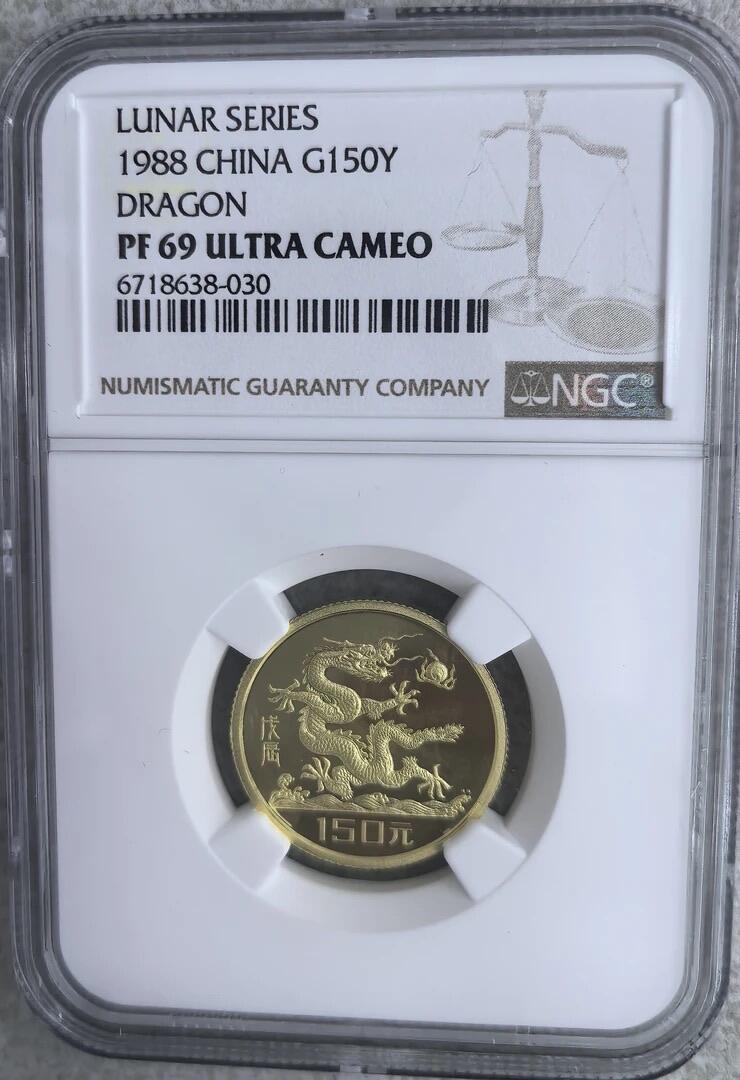 LUNAR SERIES
1988 CHINA G150Y
DRAGON
PF 69 ULTRA CAMEO
6718638-030
NUMISMATIC GUARANTY COMPANY
NGC®
戊辰
150元